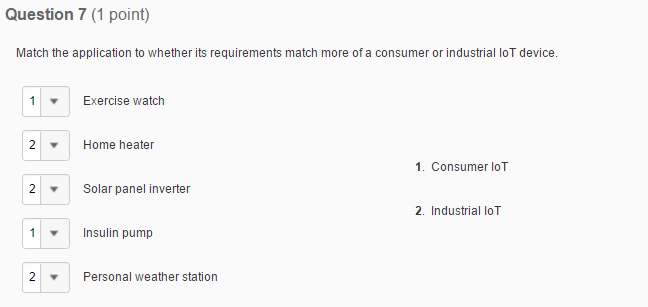 Question 7 (1 point)
Match the application to whether its requirements match more of a consumer or industrial IoT device.
1 Exercise watch
2 Home heater
2 Solar panel inverter
1 Insulin pump
2 Personal weather station
1. Consumer IoT
2. Industrial IoT